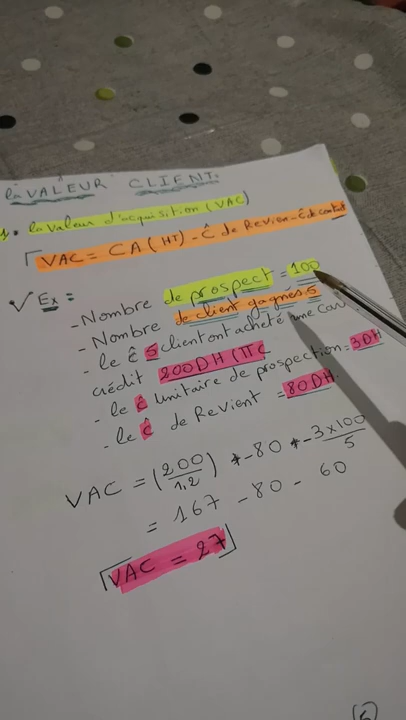 la VALEUR CLIENT.
1. la Valeur d'acquisition (VAC)
VAC = CA (HT) - Ĉ de Revien - Ĉ de
✓ Ex :
- Nombre de prospect = 100
- Nombre de client gagnés 5
- le Ĉ 5 client ont acheté une
crédit 200DH (TTC
- le ĉ unitaire de prospection = 3DH
- le ĉ de Revient = 80DH.
VAC = (200/1,2) - 80 - 3x100/5
= 167 - 80 - 60
VAC = 27